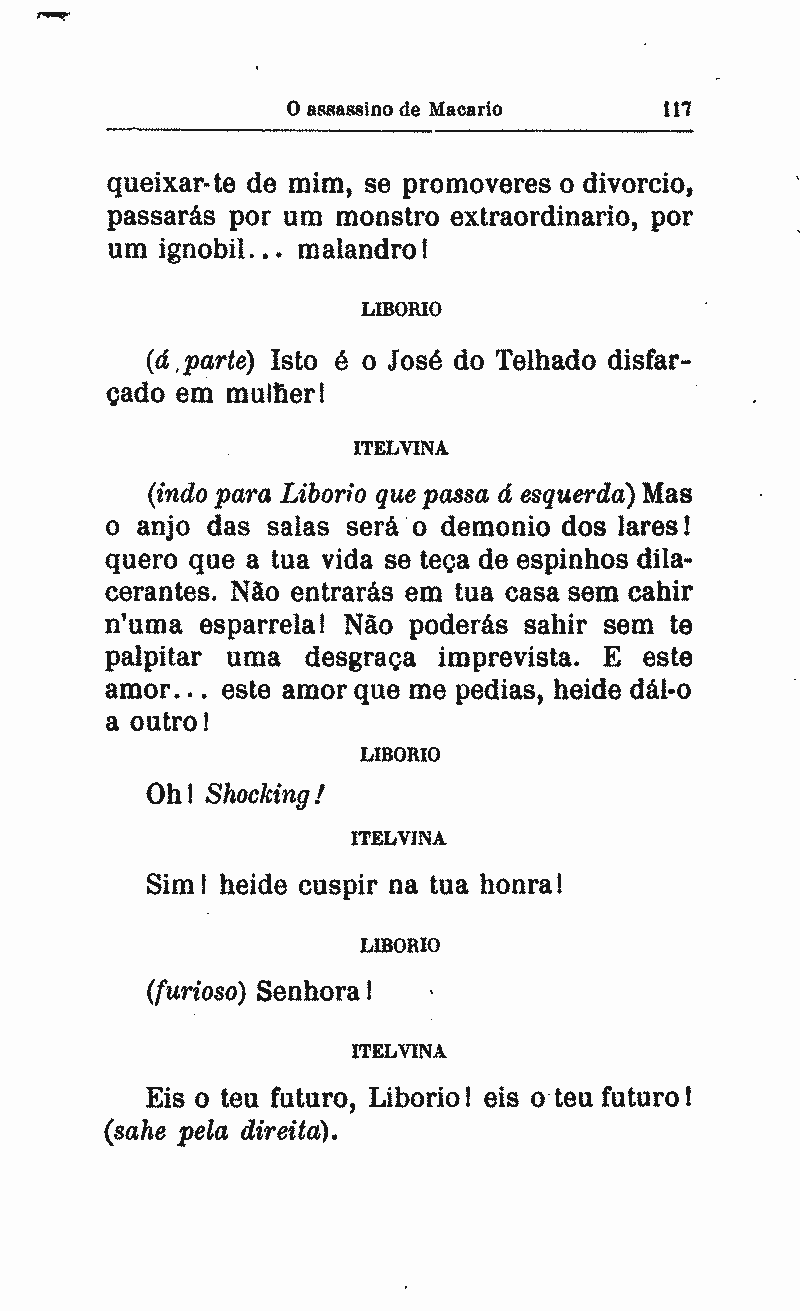 O assassino de Macario 117
queixar-te de mim, se promoveres o divorcio,
passarás por um monstro extraordinario, por
um ignobil... malandro!
LIBORIO
(á parte) Isto é o José do Telhado disfar-
çado em mulher!
ITELVINA
(indo para Liborio que passa á esquerda) Mas
o anjo das salas será o demonio dos lares!
quero que a tua vida se teça de espinhos dila-
cerantes. Não entrarás em tua casa sem cahir
n'uma esparrela! Não poderás sahir sem te
palpitar uma desgraça imprevista. E este
amor... este amor que me pedias, heide dál-o
a outro!
LIBORIO
Oh! Shocking!
ITELVINA
Sim! heide cuspir na tua honra!
LIBORIO
(furioso) Senhora!
ITELVINA
Eis o teu futuro, Liborio! eis o teu futuro!
(sahe pela direita).